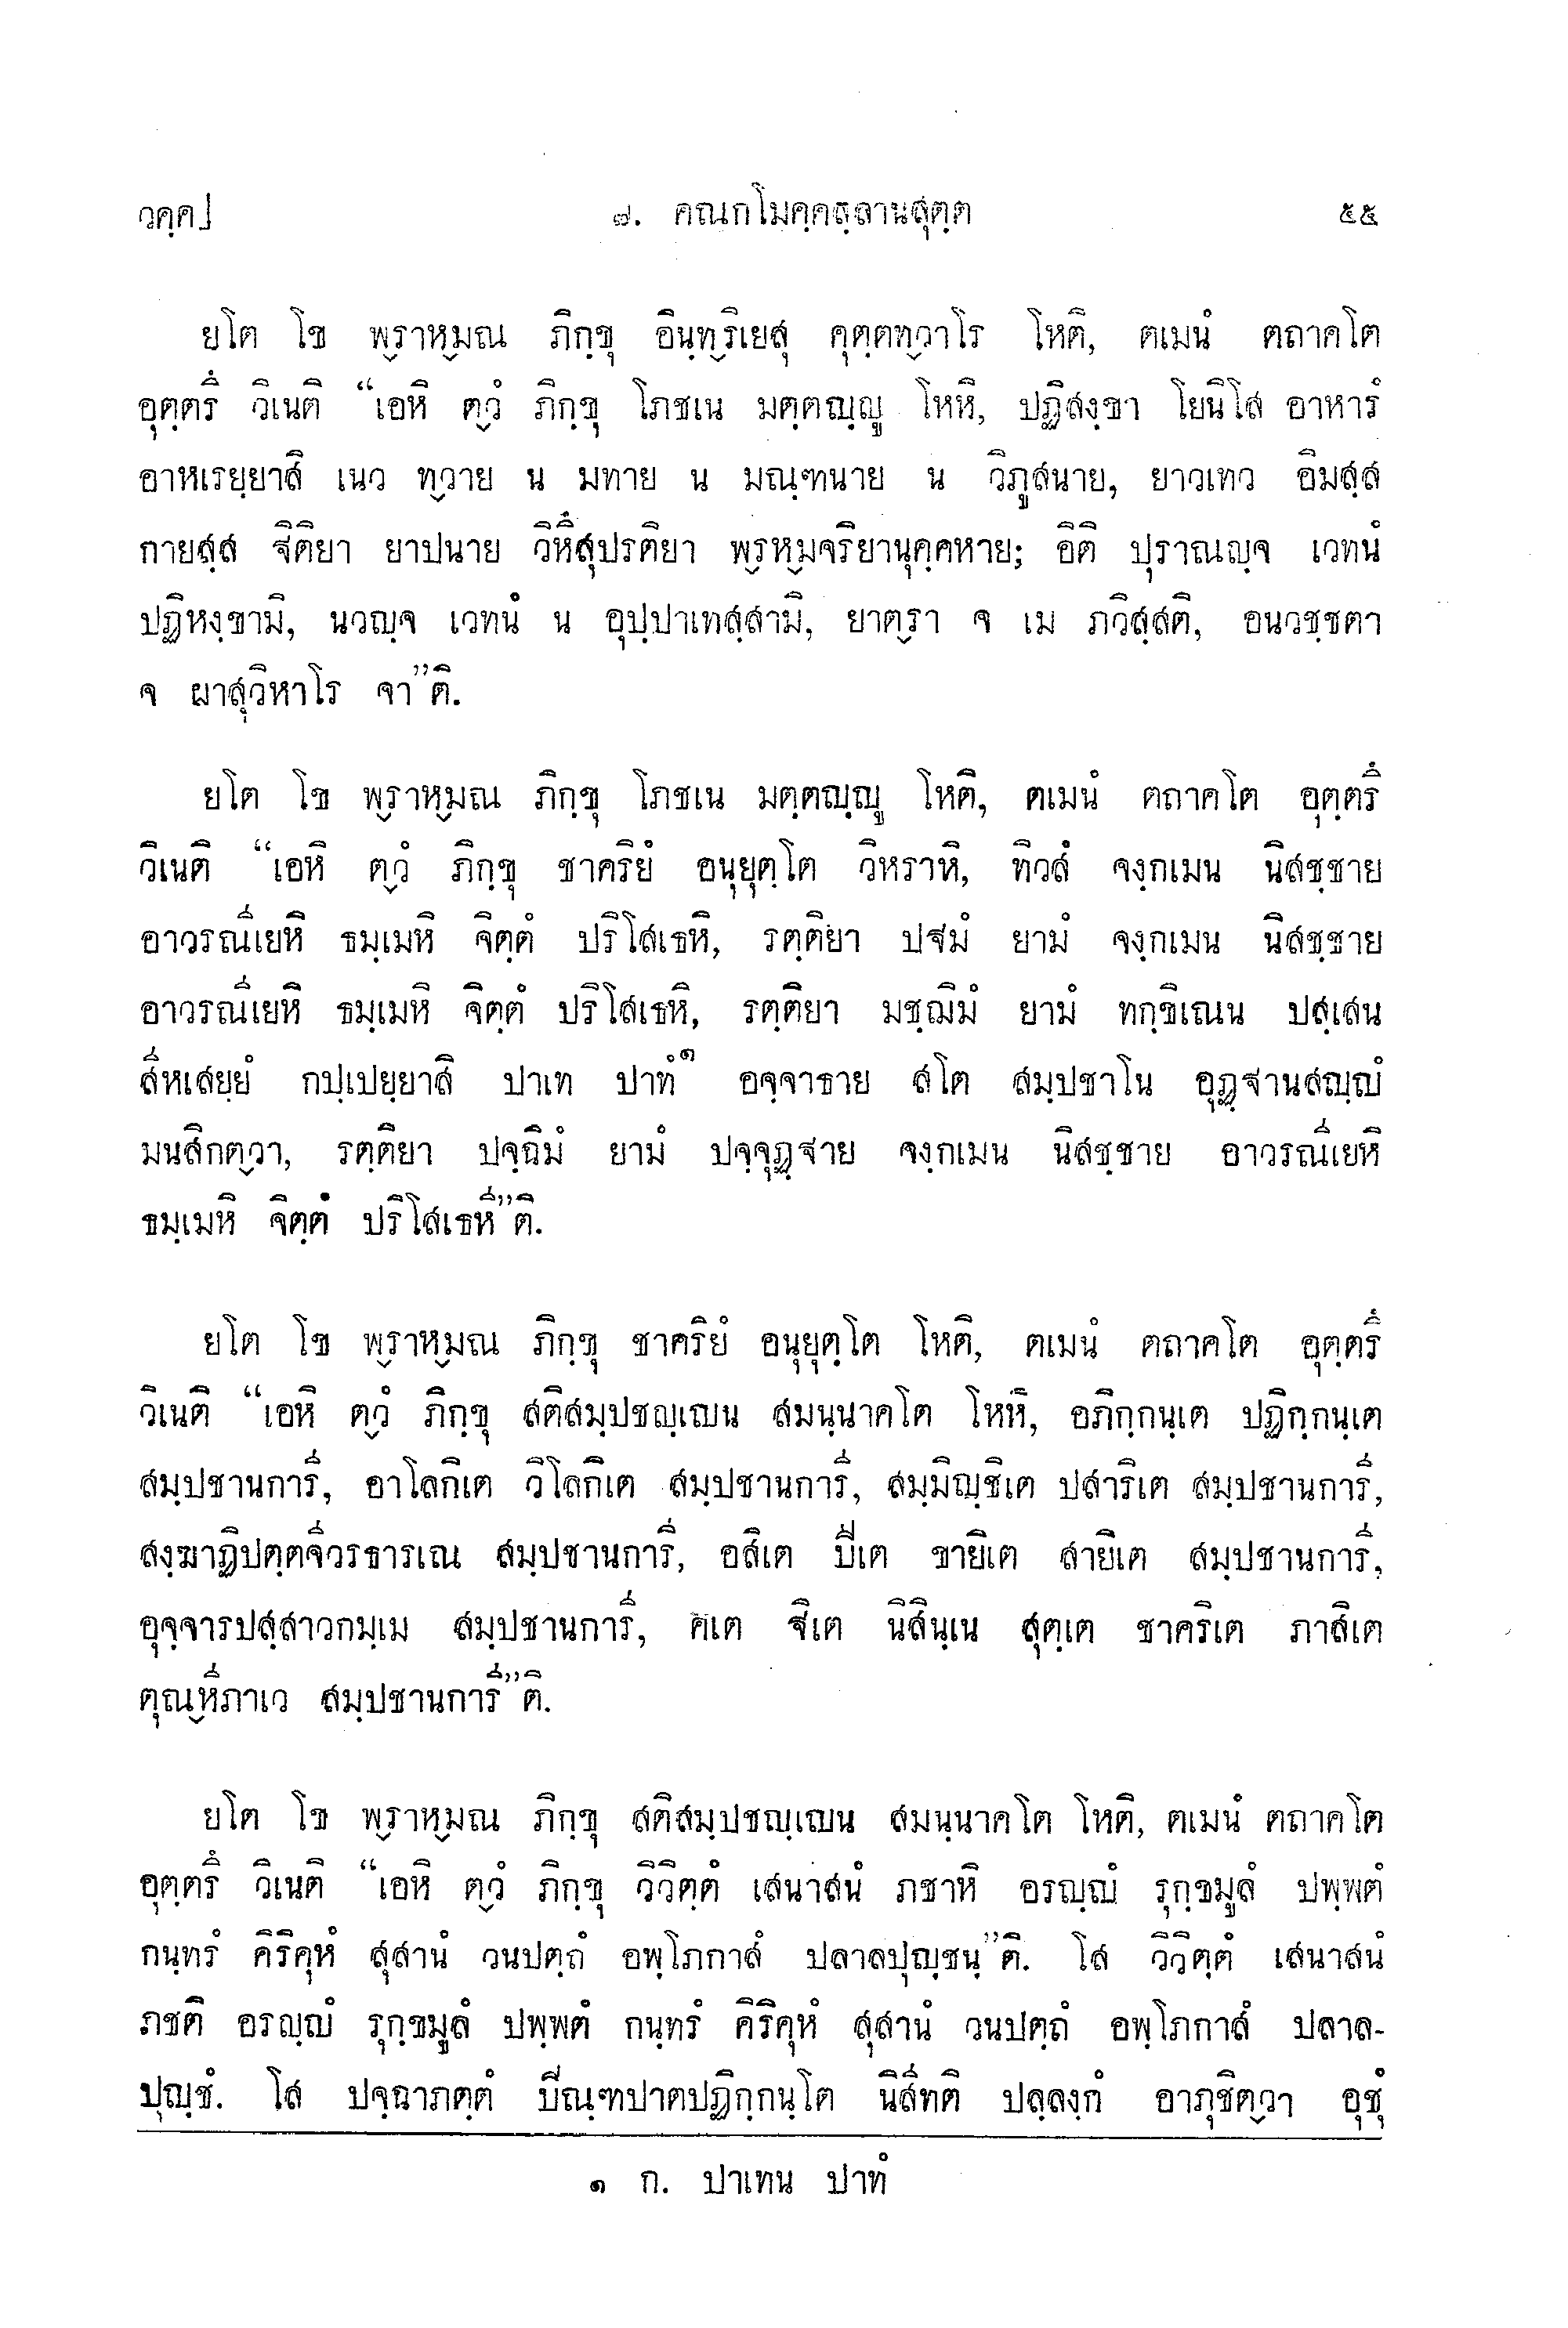 วคฺค]
๗. คณกโมคฺคลฺลานสุตฺต
๕๕
ยโต โข พฺราหฺมณ ภิกฺขุ อินฺทฺริเยสุ คุตฺตทฺวาโร โหติ, ตเมนํ ตถาคโต
อุตฺตรึ วิเนติ “เอหิ ตฺวํ ภิกฺขุ โภชเน มตฺตญฺญู โหหิ, ปฏิสงฺขา โยนิโส อาหารํ
อาหเรยฺยาสิ เนว ทฺวาย น มทาย น มณฺฑนาย น วิภูสนาย, ยาวเทว อิมสฺส
กายสฺส ฐิติยา ยาปนาย วิหึสุปรติยา พฺรหฺมจริยานุคฺคหาย; อิติ ปุราณญฺจ เวทนํ
ปฏิหงฺขามิ, นวญฺจ เวทนํ น อุปฺปาเทสฺสามิ, ยาตฺรา จ เม ภวิสฺสติ, อนวชฺชตา
จ ผาสุวิหาโร จา”ติ.
ยโต โข พฺราหฺมณ ภิกฺขุ โภชเน มตฺตญฺญู โหติ, ตเมนํ ตถาคโต อุตฺตรึ
วิเนติ “เอหิ ตฺวํ ภิกฺขุ ชาคริยํ อนุยุตฺโต วิหราหิ, ทิวสํ จงฺกเมน นิสชฺชาย
อาวรณีเยหิ ธมฺเมหิ จิตฺตํ ปริโสเธหิ, รตฺติยา ปฐมํ ยามํ จงฺกเมน นิสชฺชาย
อาวรณีเยหิ ธมฺเมหิ จิตฺตํ ปริโสเธหิ, รตฺติยา มชฺฌิมํ ยามํ ทกฺขิเณน ปสฺเสน
สีหเสยฺยํ กปฺเปยฺยาสิ ปาเท ปาทํ๑ อจฺจาธาย สโต สมฺปชาโน อุฏฺฐานสญฺญํ
มนสิกตฺวา, รตฺติยา ปจฺฉิมํ ยามํ ปจฺจุฏฺฐาย จงฺกเมน นิสชฺชาย อาวรณีเยหิ
ธมฺเมหิ จิตฺตํ ปริโสเธหี”ติ.
ยโต โข พฺราหฺมณ ภิกฺขุ ชาคริยํ อนุยุตฺโต โหติ, ตเมนํ ตถาคโต อุตฺตรึ
วิเนติ “เอหิ ตฺวํ ภิกฺขุ สติสมฺปชญฺเญน สมนฺนาคโต โหหิ, อภิกฺกนฺเต ปฏิกฺกนฺเต
สมฺปชานการี, อาโลกิเต วิโลกิเต สมฺปชานการี, สมฺมิญฺชิเต ปสาริเต สมฺปชานการี,
สงฺฆาฏิปตฺตจีวรธารเณ สมฺปชานการี, อสิเต ปีเต ขายิเต สายิเต สมฺปชานการี,
อุจฺจารปสฺสาวกมฺเม สมฺปชานการี, คเต ฐิเต นิสินฺเน สุตฺเต ชาคริเต ภาสิเต
ตุณฺหีภาเว สมฺปชานการี”ติ.
ยโต โข พฺราหฺมณ ภิกฺขุ สติสมฺปชญฺเญน สมนฺนาคโต โหติ, ตเมนํ ตถาคโต
อุตฺตรึ วิเนติ “เอหิ ตฺวํ ภิกฺขุ วิวิตฺตํ เสนาสนํ ภชาหิ อรญฺญํ รุกฺขมูลํ ปพฺพตํ
กนฺทรํ คิริคุหํ สุสานํ วนปตฺถํ อพฺโภกาสํ ปลาลปุญฺชนฺ”ติ. โส วิวิตฺตํ เสนาสนํ
ภชติ อรญฺญํ รุกฺขมูลํ ปพฺพตํ กนฺทรํ คิริคุหํ สุสานํ วนปตฺถํ อพฺโภกาสํ ปลาล-
ปุญฺชํ. โส ปจฺฉาภตฺตํ ปิณฺฑปาตปฏิกฺกนฺโต นิสีทติ ปลฺลงฺกํ อาภุชิตฺวา อุชุํ
๑ ก. ปาเทน ปาทํ